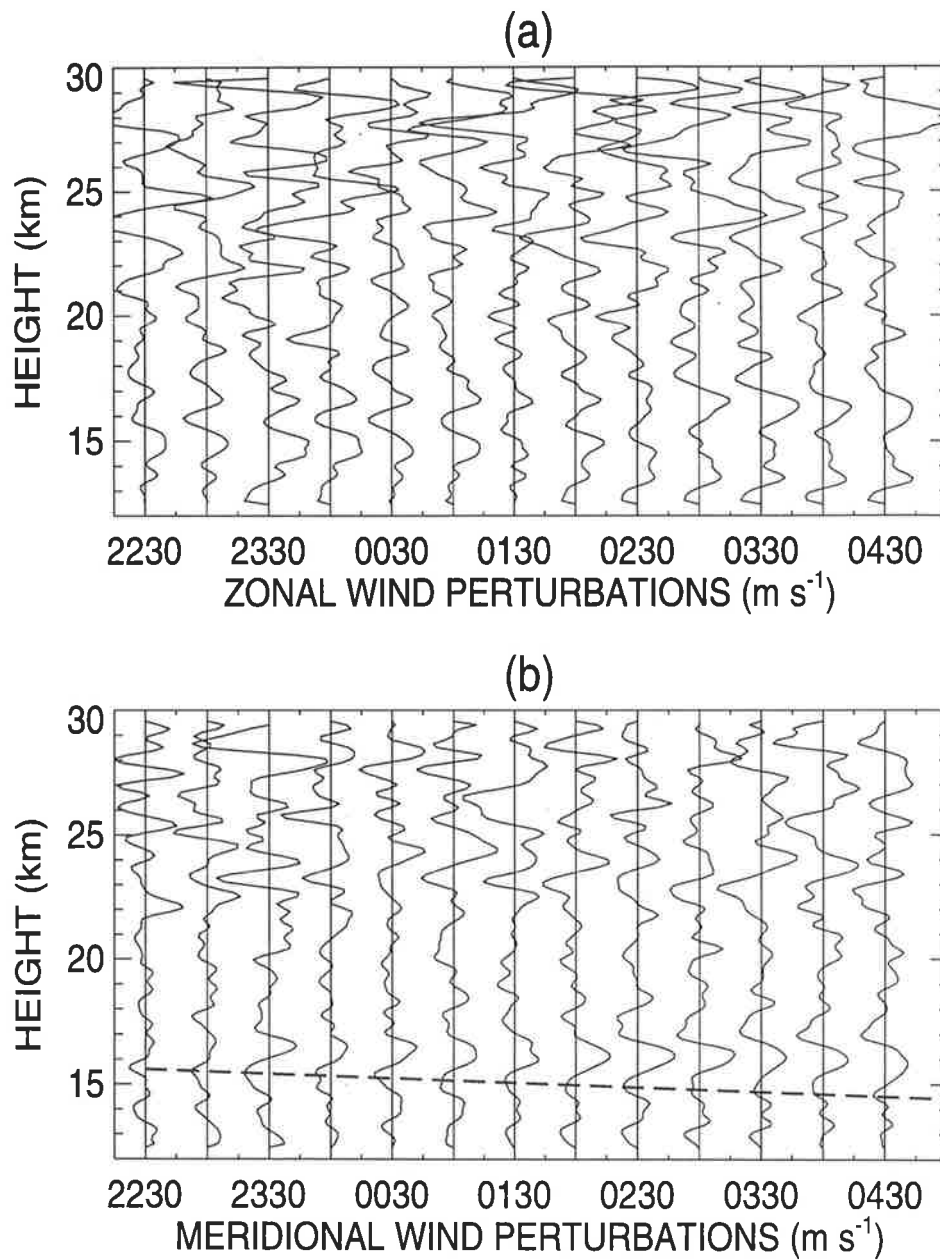 (a)
30
25
20
15
HEIGHT (km)
2230 2330 0030 0130 0230 0330 0430
ZONAL WIND PERTURBATIONS (m s-1)
(b)
30
25
20
15
HEIGHT (km)
2230 2330 0030 0130 0230 0330 0430
MERIDIONAL WIND PERTURBATIONS (m s-1)